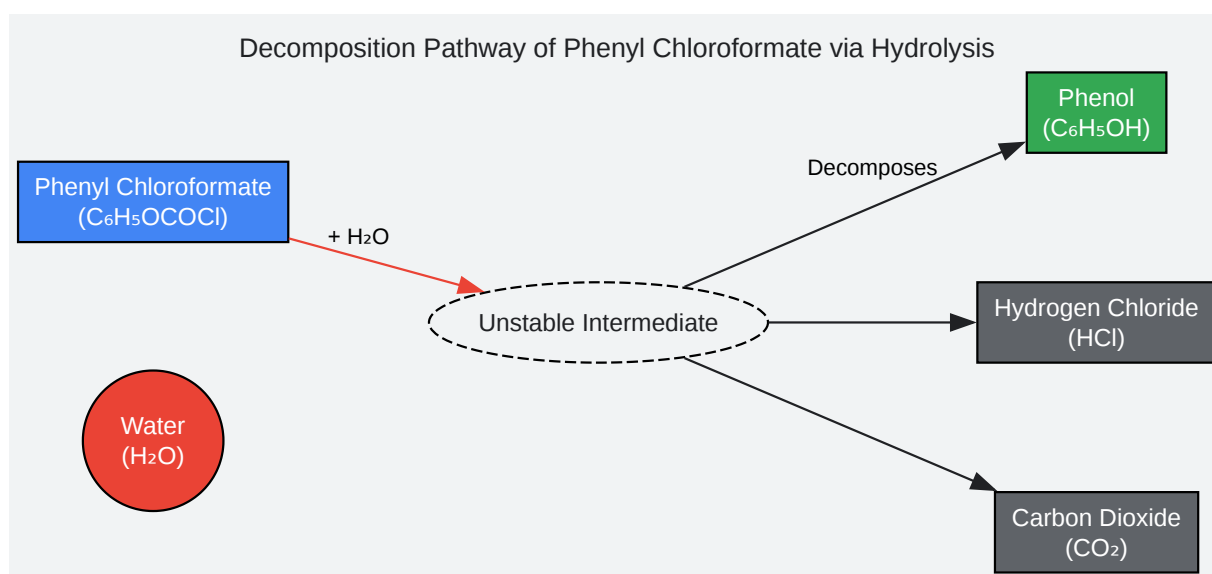 Decomposition Pathway of Phenyl Chloroformate via Hydrolysis
Phenol
(C₆H₅OH)
Decomposes
Phenyl Chloroformate
(C₆H₅OCOCl)
+ H₂O
Unstable Intermediate
Hydrogen Chloride
(HCl)
Water
(H₂O)
Carbon Dioxide
(CO₂)